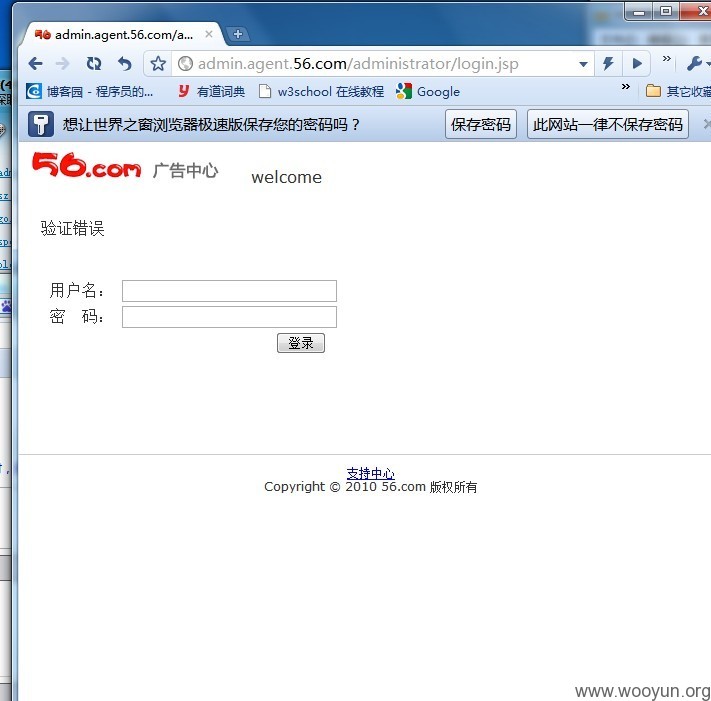 admin.agent.56.com/a...
admin.agent.56.com/administrator/login.jsp
博客园 - 程序员的...
有道词典
w3school 在线教程
Google
其它收藏
想让世界之窗浏览器极速版保存您的密码吗？
保存密码
此网站一律不保存密码
56.com 广告中心
welcome
验证错误
用户名：
密 码：
登录
支持中心
Copyright © 2010 56.com 版权所有
www.wooyun.org